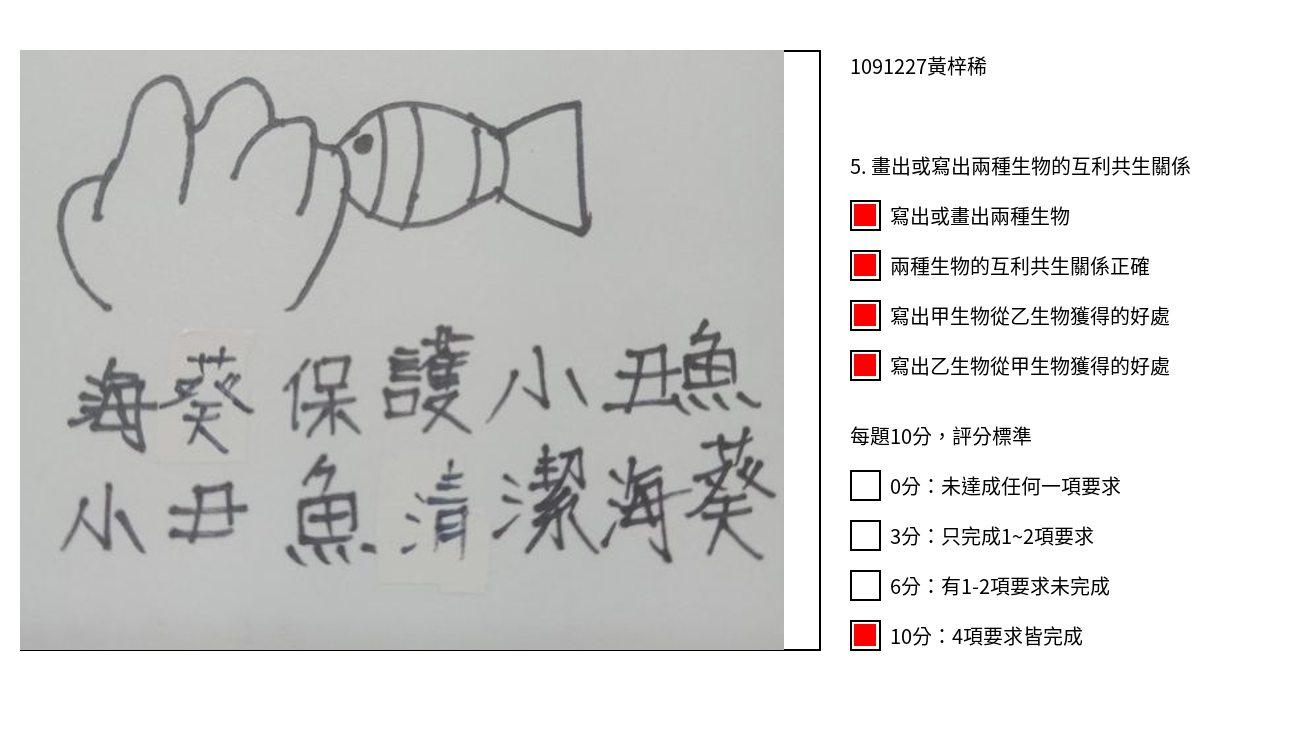 海葵保護小丑魚
小丑魚清潔海葵
1091227黃梓稀
5. 畫出或寫出兩種生物的互利共生關係
寫出或畫出兩種生物
兩種生物的互利共生關係正確
寫出甲生物從乙生物獲得的好處
寫出乙生物從甲生物獲得的好處
每題10分，評分標準
0分：未達成任何一項要求
3分：只完成1~2項要求
6分：有1-2項要求未完成
10分：4項要求皆完成